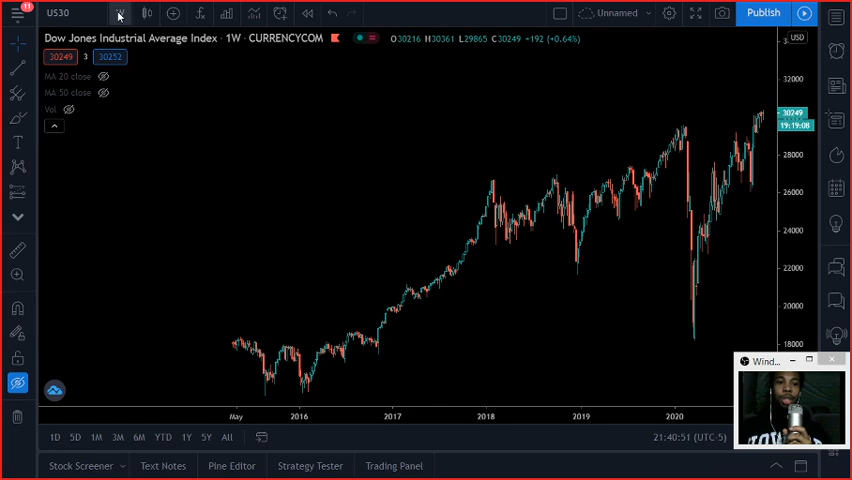 11
US30
Unnamed
Publish
Dow Jones Industrial Average Index · 1W · CURRENCYCOM
O30216 H30361 L29865 C30249 +192 (+0.64%)
USD
30249 3 30252
MA 20 close
MA 50 close
Vol
32000
30249
19:19:08
28000
26000
24000
22000
20000
18000
Wind
May 2016 2017 2018 2019 2020
1D 5D 1M 3M 6M YTD 1Y 5Y All
21:40:51 (UTC-5)
Stock Screener Text Notes Pine Editor Strategy Tester Trading Panel